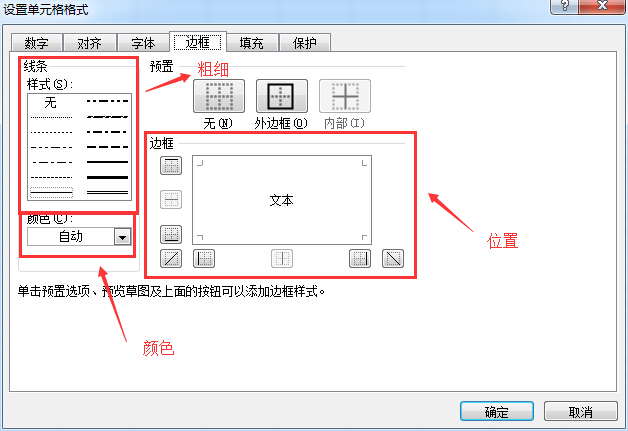 设置单元格格式
数字 对齐 字体 边框 填充 保护
线条
样式(S):
无
粗细
预置
无(N) 外边框(O) 内部(I)
边框
文本
颜色(C):
自动
位置
单击预置选项、预览草图及上面的按钮可以添加边框样式。
颜色
确定 取消